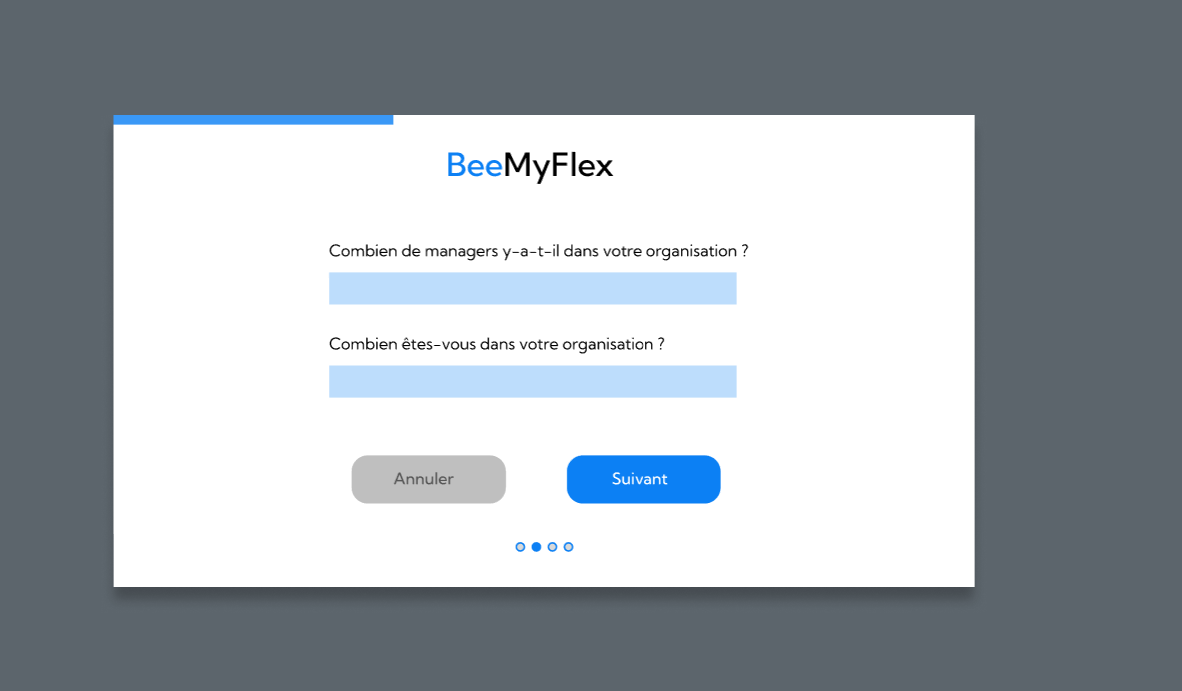 BeeMyFlex
Combien de managers y-a-t-il dans votre organisation ?
Combien êtes-vous dans votre organisation ?
Annuler
Suivant